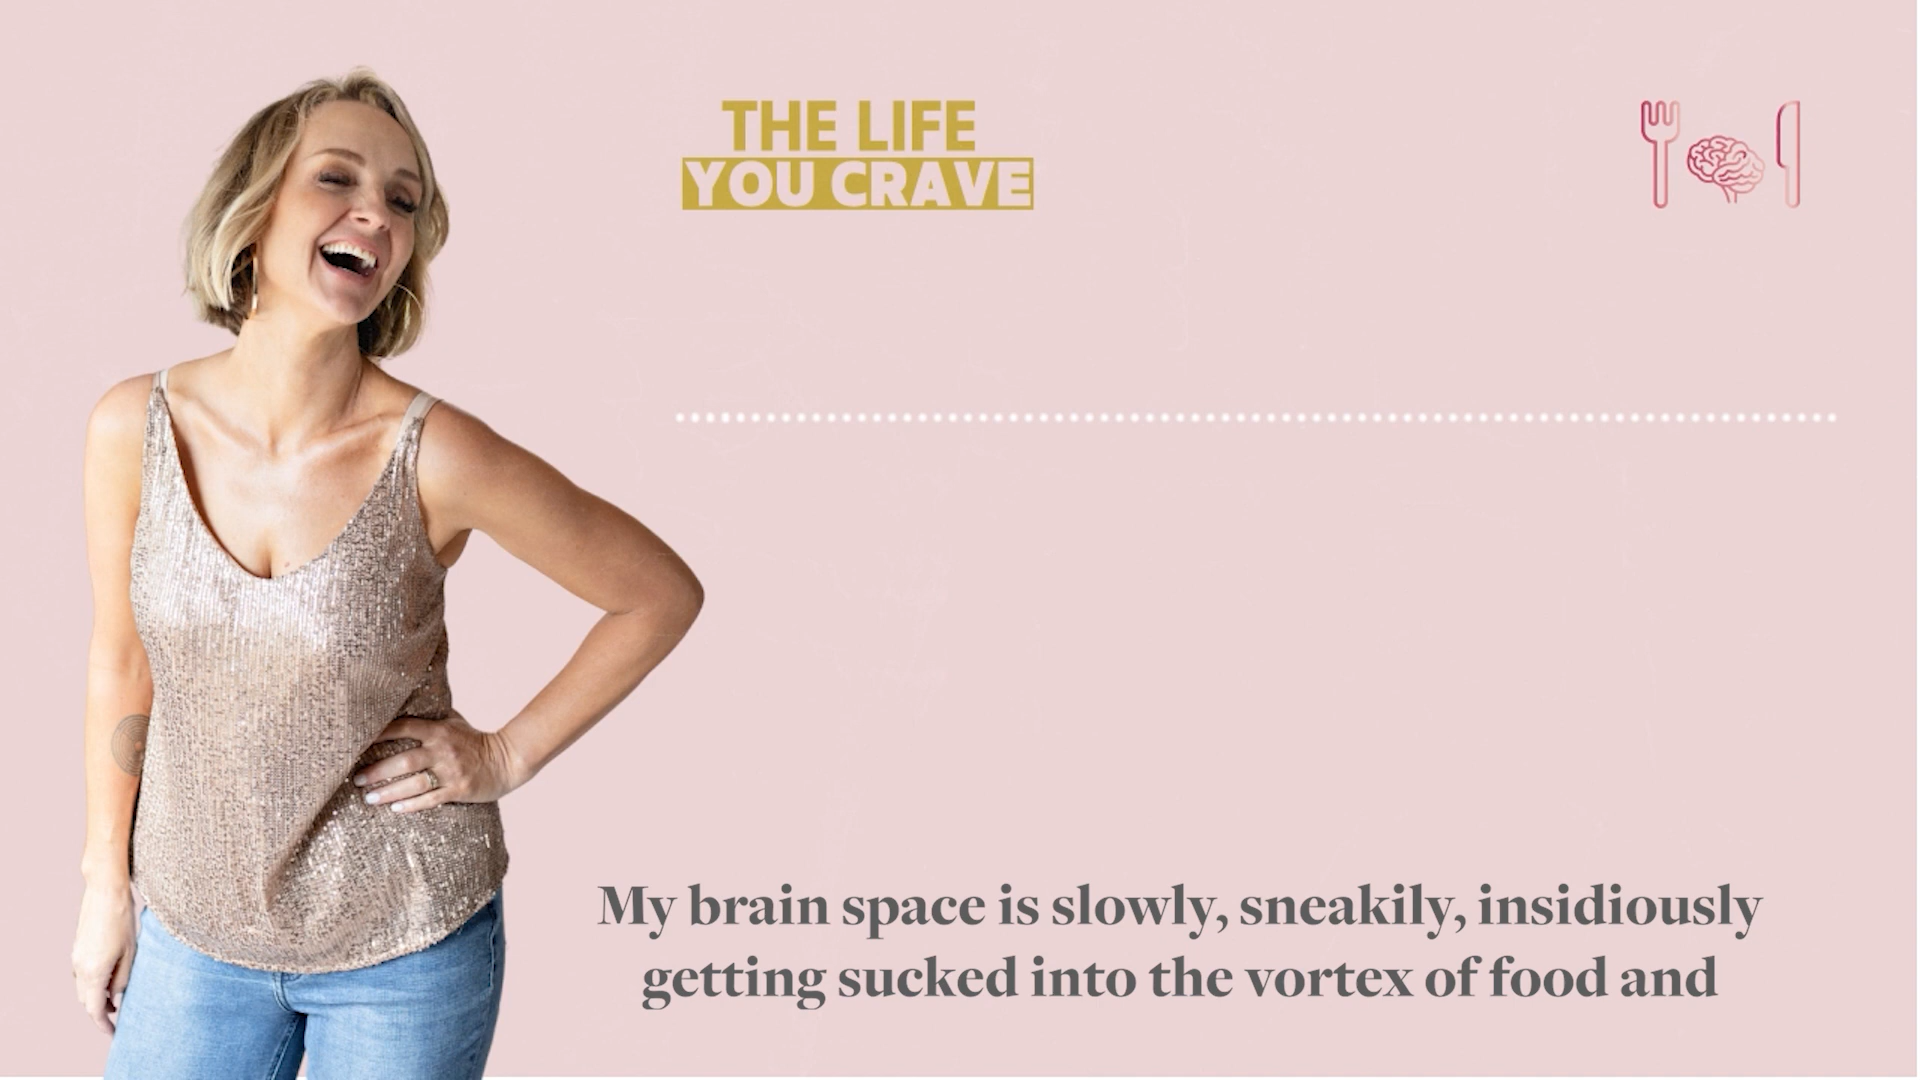 THE LIFE
YOU CRAVE
My brain space is slowly, sneakily, insidiously
getting sucked into the vortex of food and